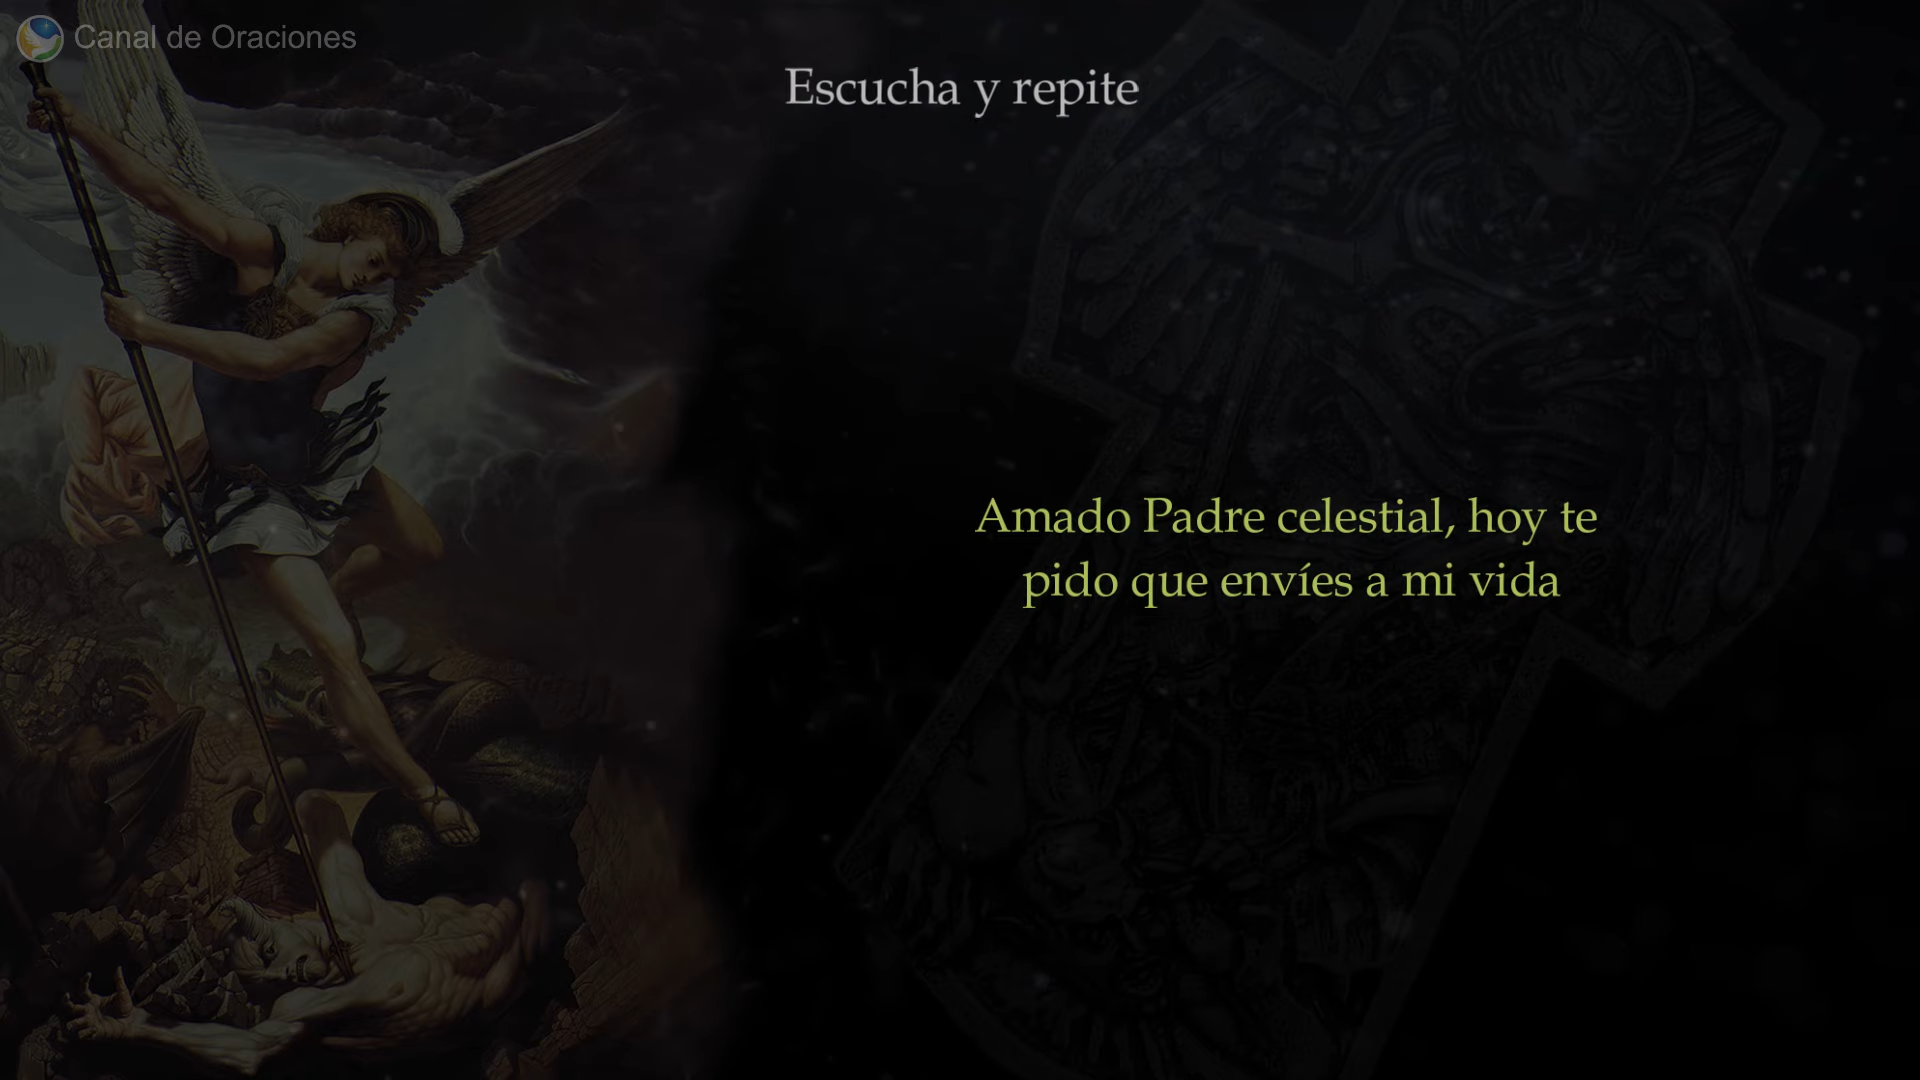 Canal de Oraciones
Escucha y repite
Amado Padre celestial, hoy te
pido que envíes a mi vida